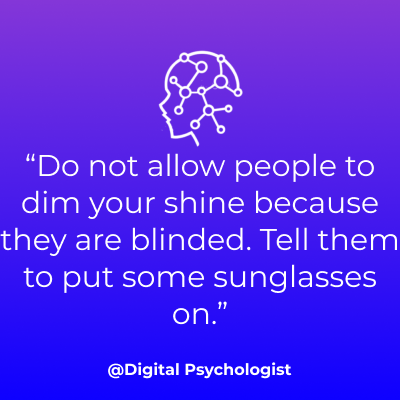 “Do not allow people to
dim your shine because
they are blinded. Tell them
to put some sunglasses
on.”
@Digital Psychologist